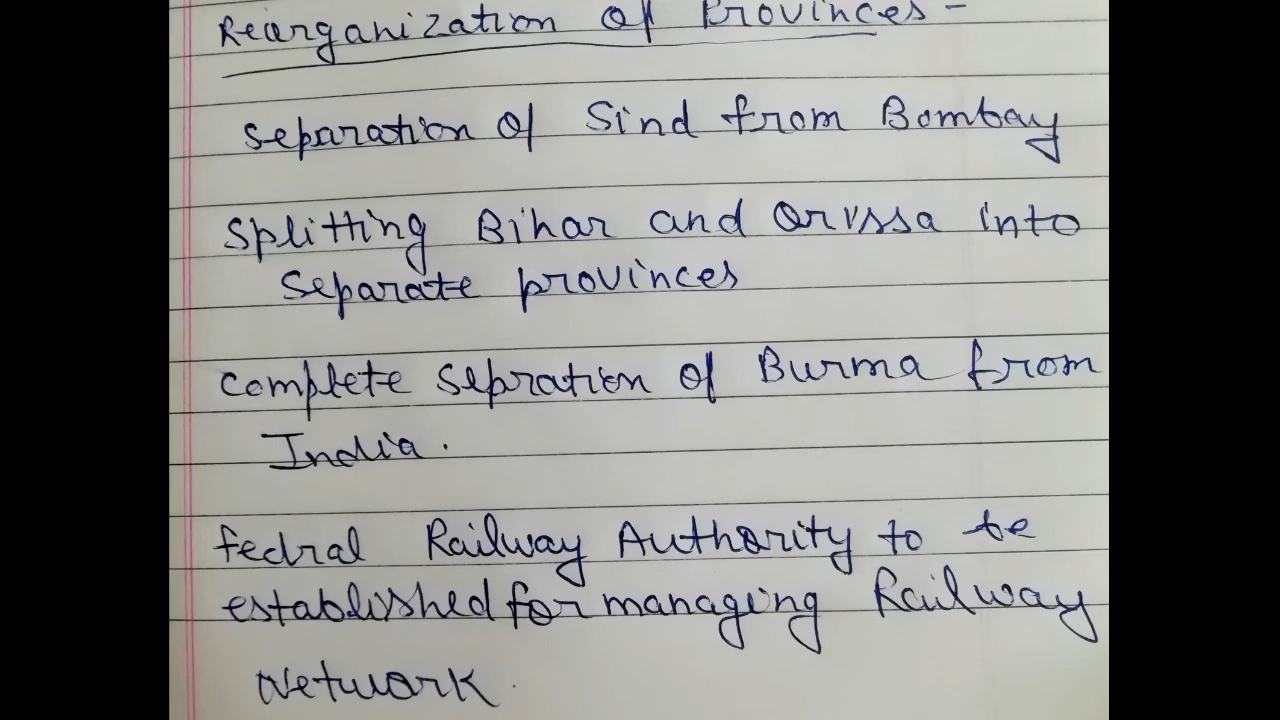 Rearganization of Provinces -
Separation of Sind from Bombay
Splitting Bihar and Orissa into
Separate provinces
Complete sepration of Burma from
India.
fedral Railway Authority to be
established for managing Railway
Network.